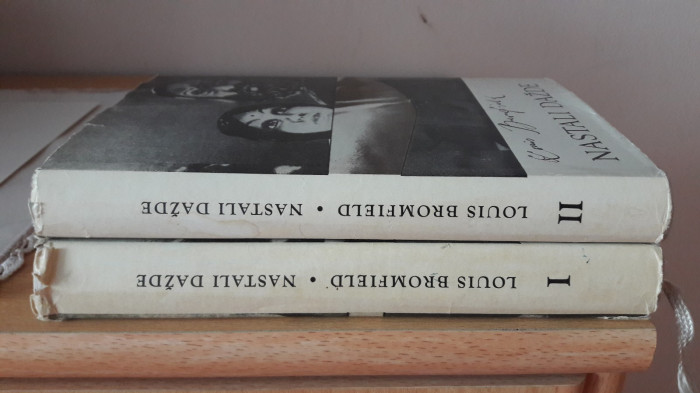 NASTALI DAŽDE
II
LOUIS BROMFIELD • NASTALI DAŽDE
I
LOUIS BROMFIELD • NASTALI DAŽDE